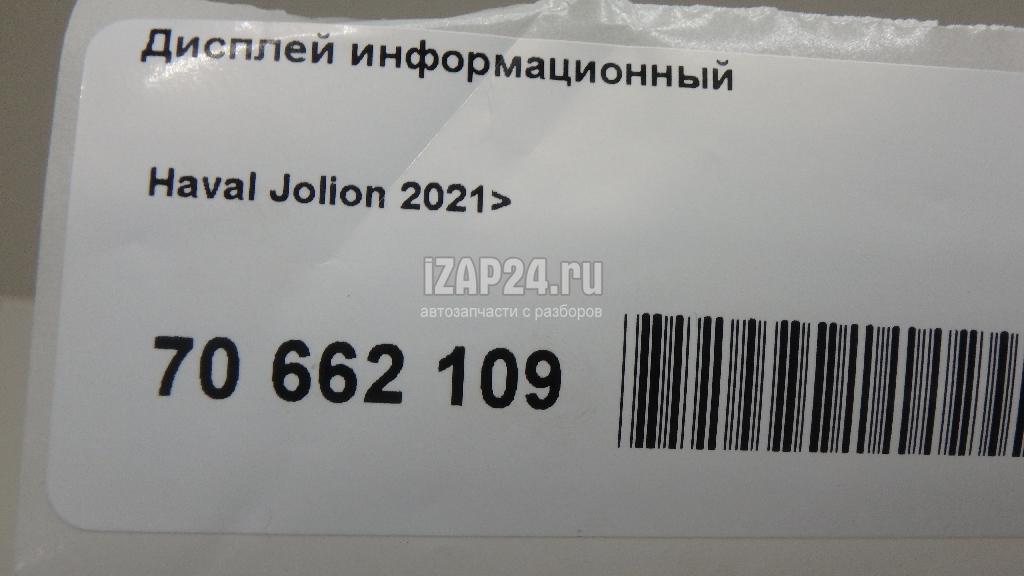 Дисплей информационный
Haval Jolion 2021>
iZAP24.ru
автозапчасти с разборов
70 662 109